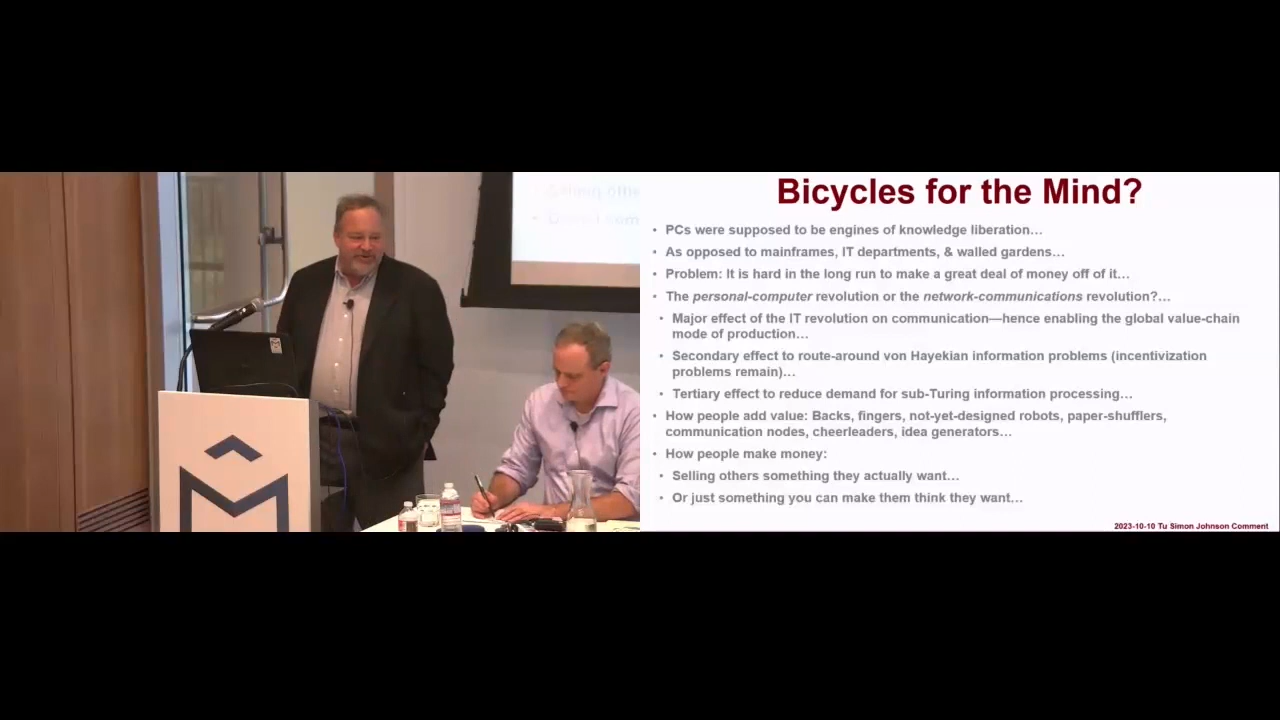 Bicycles for the Mind?
• PCs were supposed to be engines of knowledge liberation…
• As opposed to mainframes, IT departments, & walled gardens…
• Problem: It is hard in the long run to make a great deal of money off of it…
• The personal-computer revolution or the network-communications revolution?…
• Major effect of the IT revolution on communication—hence enabling the global value-chain
mode of production…
• Secondary effect to route-around von Hayekian information problems (incentivization
problems remain)…
• Tertiary effect to reduce demand for sub-Turing information processing…
• How people add value: Backs, fingers, not-yet-designed robots, paper-shufflers,
communication nodes, cheerleaders, idea generators…
• How people make money:
• Selling others something they actually want…
• Or just something you can make them think they want…
2023-10-10 Tu Simon Johnson Comment